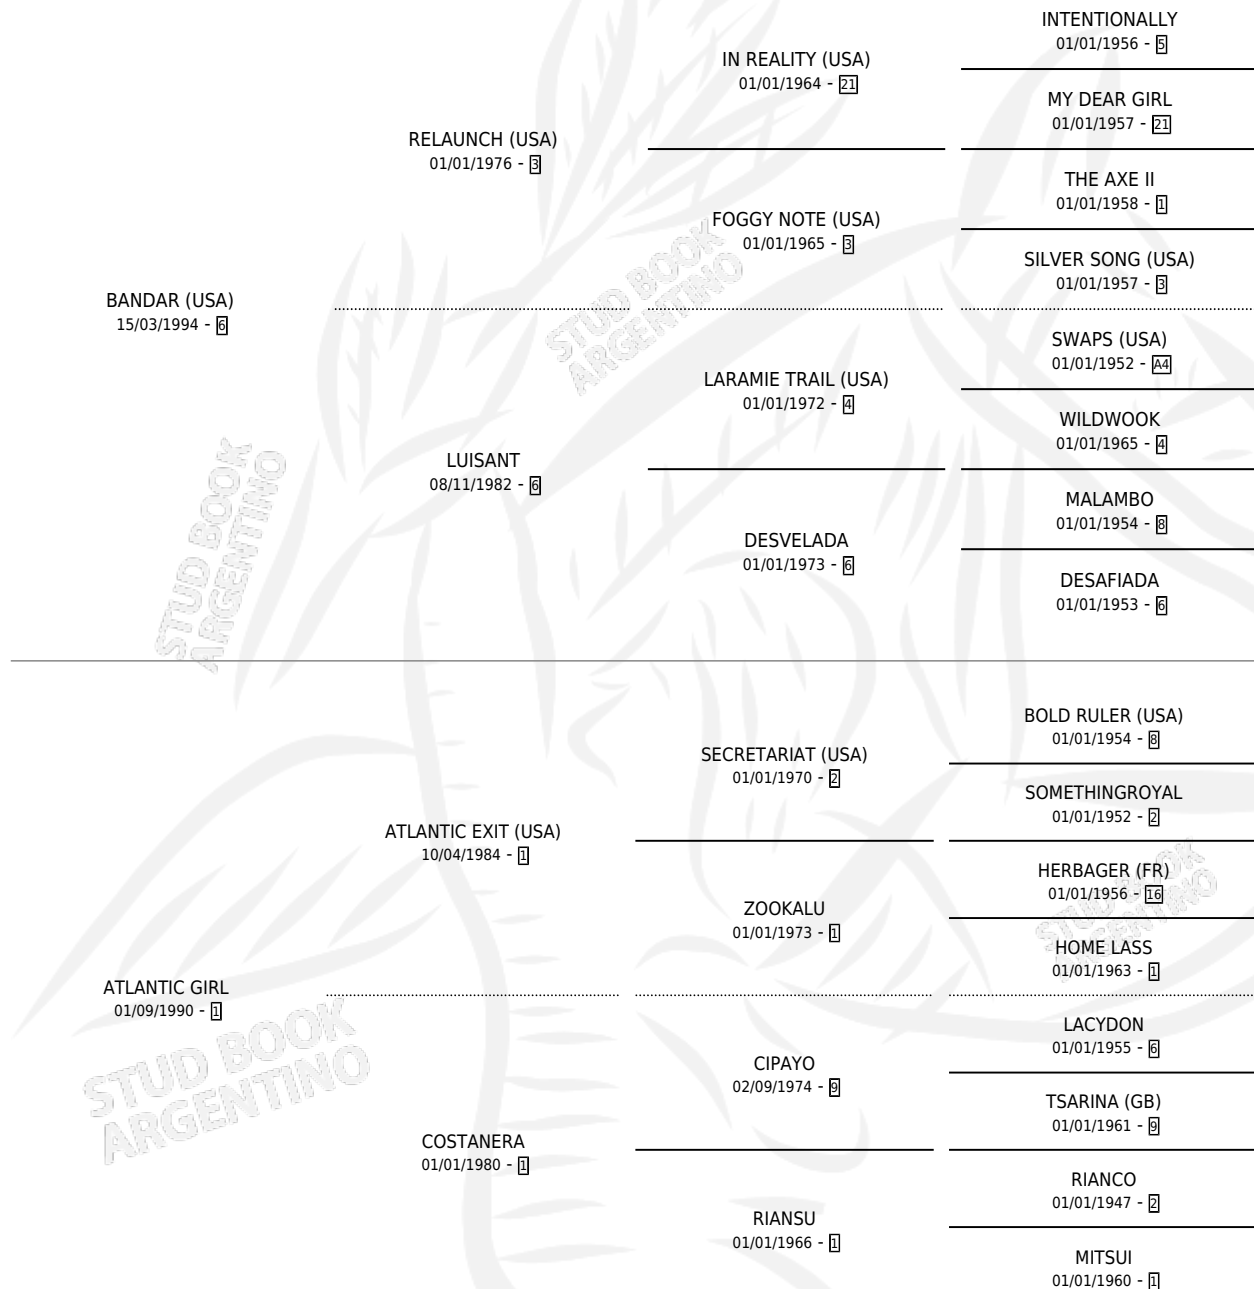 INTENTIONALLY
01/01/1956 - 5
IN REALITY (USA)
01/01/1964 - 21
MY DEAR GIRL
01/01/1957 - 21
RELAUNCH (USA)
01/01/1976 - 3
THE AXE II
01/01/1958 - 1
FOGGY NOTE (USA)
01/01/1965 - 3
SILVER SONG (USA)
01/01/1957 - 3
STUD BOOK
ARGENTINO
BANDAR (USA)
15/03/1994 - 6
SWAPS (USA)
01/01/1952 - A4
LARAMIE TRAIL (USA)
01/01/1972 - 4
WILDWOOK
01/01/1965 - 4
LUISANT
08/11/1982 - 6
MALAMBO
01/01/1954 - 8
DESVELADA
01/01/1973 - 6
DESAFIADA
01/01/1953 - 6
STUD BOOK
ARGENTINO
BOLD RULER (USA)
01/01/1954 - 8
SECRETARIAT (USA)
01/01/1970 - 2
SOMETHINGROYAL
01/01/1952 - 2
ATLANTIC EXIT (USA)
10/04/1984 - 1
HERBAGER (FR)
01/01/1956 - 16
ZOOKALU
01/01/1973 - 1
HOME LASS
01/01/1963 - 1
STUD BOOK
ARGENTINO
ATLANTIC GIRL
01/09/1990 - 1
LACYDON
01/01/1955 - 6
CIPAYO
02/09/1974 - 9
TSARINA (GB)
01/01/1961 - 9
STUD BOOK
ARGENTINO
COSTANERA
01/01/1980 - 1
RIANCO
01/01/1947 - 2
RIANSU
01/01/1966 - 1
MITSUI
01/01/1960 - 1